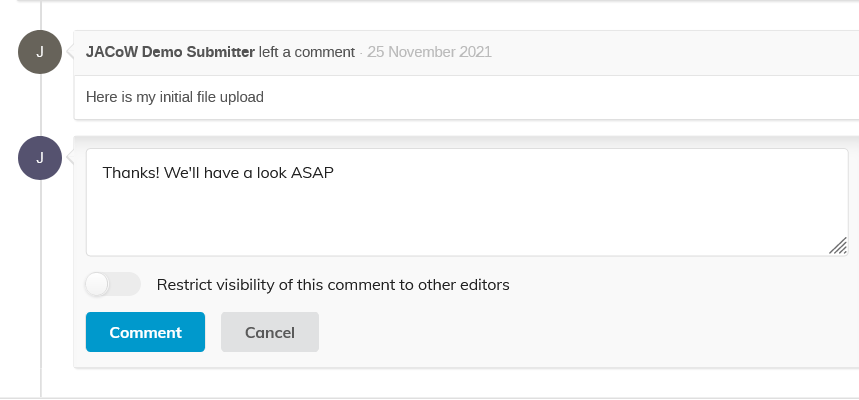 J
JACoW Demo Submitter left a comment · 25 November 2021
Here is my initial file upload
J
Thanks! We'll have a look ASAP
Restrict visibility of this comment to other editors
Comment Cancel